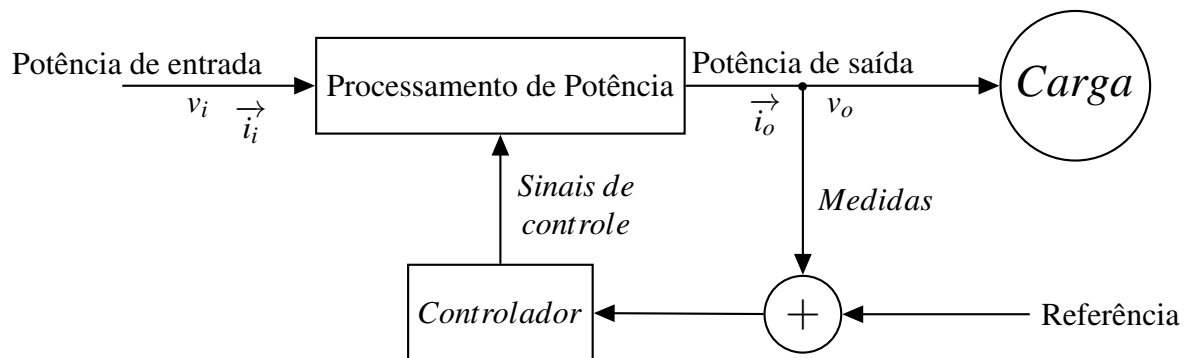 Potência de entrada
v_i
i_i
Processamento de Potência
Potência de saída
i_o
v_o
Carga
Sinais de
controle
Medidas
Controlador
+
Referência